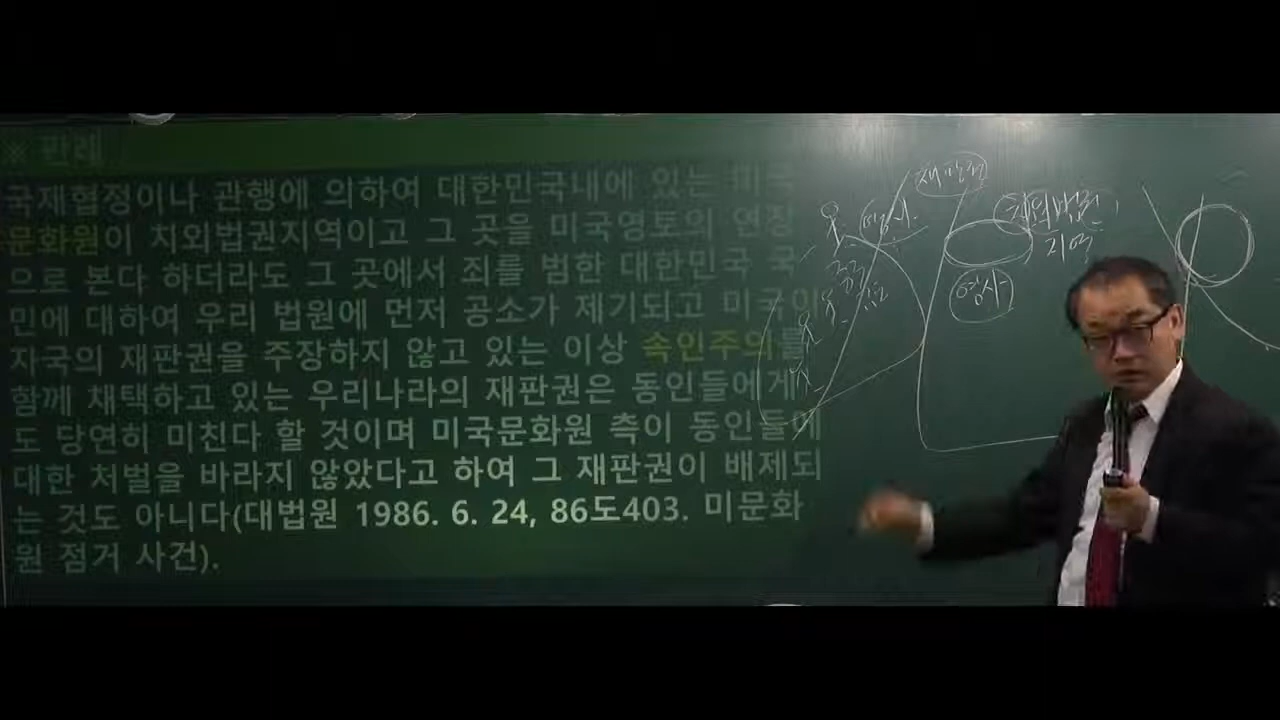 ※ 판례
국제협정이나 관행에 의하여 대한민국내에 있는 미국
문화원이 치외법권지역이고 그 곳을 미국영토의 연장
으로 본다 하더라도 그 곳에서 죄를 범한 대한민국 국
민에 대하여 우리 법원에 먼저 공소가 제기되고 미국이
자국의 재판권을 주장하지 않고 있는 이상 속인주의를
함께 채택하고 있는 우리나라의 재판권은 동인들에게
도 당연히 미친다 할 것이며 미국문화원 측이 동인들에
대한 처벌을 바라지 않았다고 하여 그 재판권이 배제되
는 것도 아니다(대법원 1986. 6. 24, 86도403. 미문화
원 점거 사건).
재판권
치외법권
지역
형사